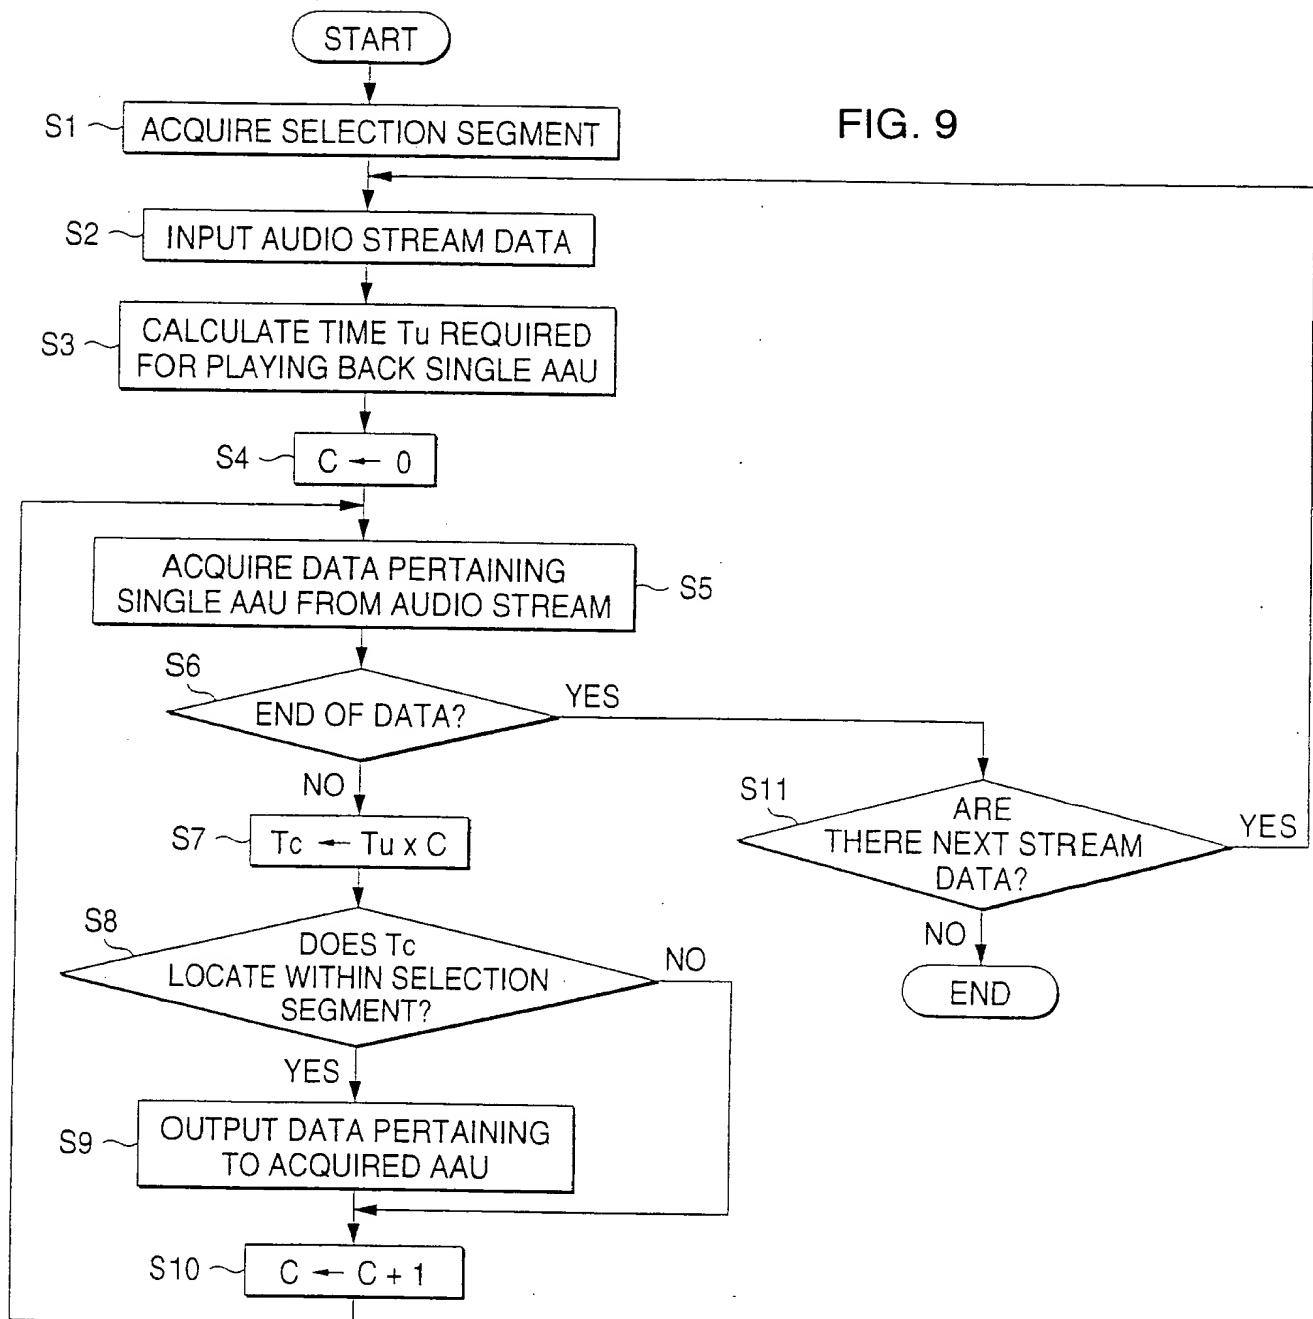 START
FIG. 9
S1
ACQUIRE SELECTION SEGMENT
S2
INPUT AUDIO STREAM DATA
S3
CALCULATE TIME Tu REQUIRED
FOR PLAYING BACK SINGLE AAU
S4
C ← 0
ACQUIRE DATA PERTAINING
SINGLE AAU FROM AUDIO STREAM
S5
S6
END OF DATA?
YES
NO
S7
Tc ← Tu x C
S11
ARE
THERE NEXT STREAM
DATA?
YES
NO
END
S8
DOES Tc
LOCATE WITHIN SELECTION
SEGMENT?
NO
YES
S9
OUTPUT DATA PERTAINING
TO ACQUIRED AAU
S10
C ← C + 1